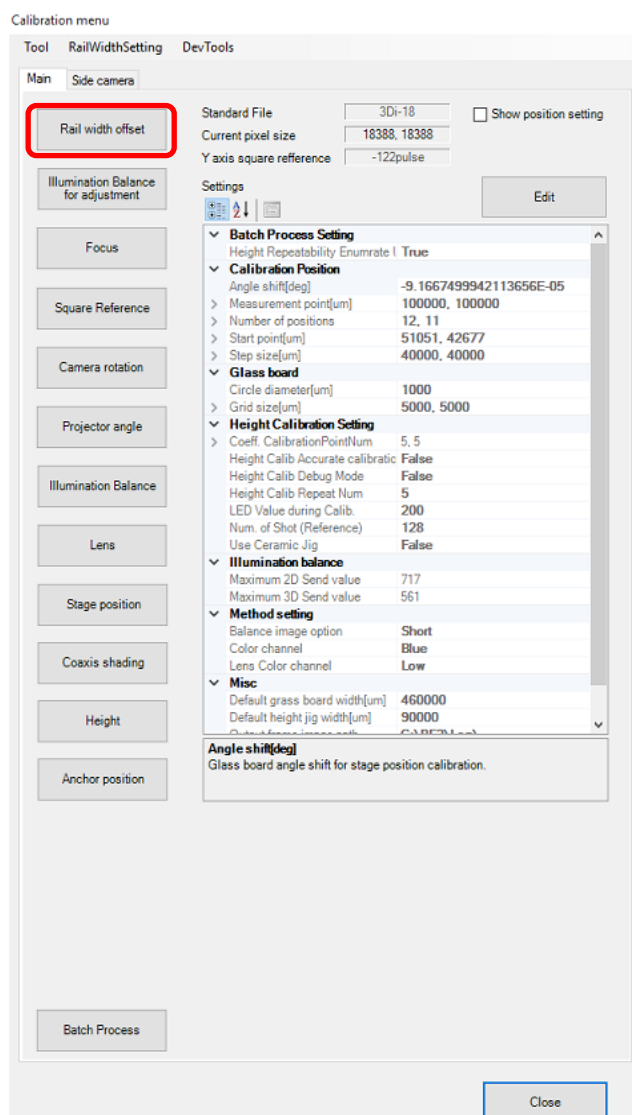 Calibration menu
Tool RailWidthSetting DevTools
Main Side camera
Rail width offset
Illumination Balance
for adjustment
Focus
Square Reference
Camera rotation
Projector angle
Illumination Balance
Lens
Stage position
Coaxis shading
Height
Anchor position
Batch Process
Standard File 3Di-18 Show position setting
Current pixel size 18388, 18388
Y axis square refference -122pulse
Settings
Edit
Batch Process Setting
Height Repeatability Enumrate True
Calibration Position
Angle shift[deg] -9.1667499942113656E-05
Measurement point[um] 100000, 100000
Number of positions 12, 11
Start point[um] 51051, 42677
Step size[um] 40000, 40000
Glass board
Circle diameter[um] 1000
Grid size[um] 5000, 5000
Height Calibration Setting
Coeff. CalibrationPointNum 5, 5
Height Calib Accurate calibratic False
Height Calib Debug Mode False
Height Calib Repeat Num 5
LED Value during Calib. 200
Num. of Shot (Reference) 128
Use Ceramic Jig False
Illumination balance
Maximum 2D Send value 717
Maximum 3D Send value 561
Method setting
Balance image option Short
Color channel Blue
Lens Color channel Low
Misc
Default grass board width[um] 460000
Default height jig width[um] 90000
Angle shift[deg]
Glass board angle shift for stage position calibration.
Close